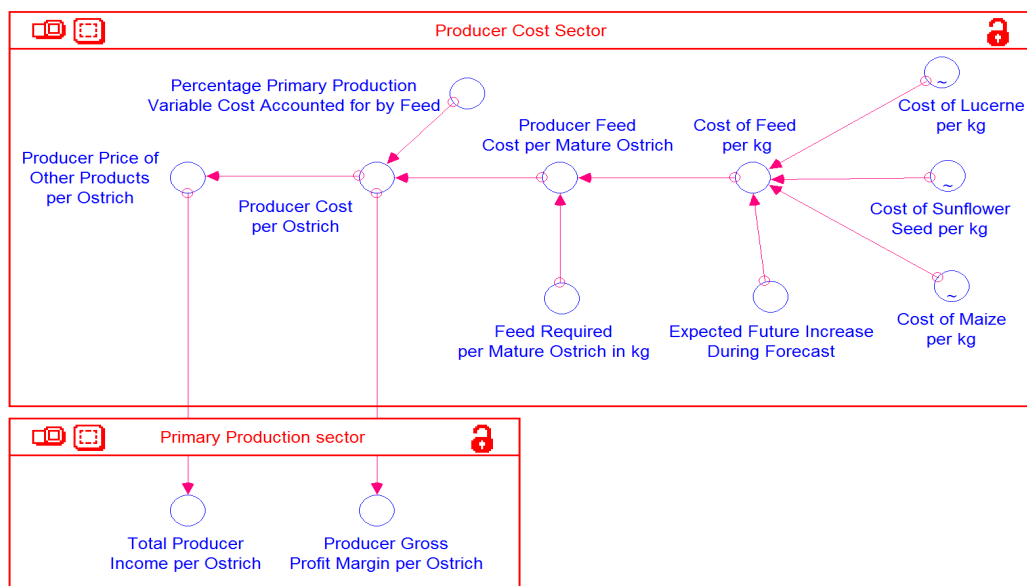 Producer Cost Sector
Percentage Primary Production
Variable Cost Accounted for by Feed
~
Cost of Lucerne
per kg
Producer Feed
Cost per Mature Ostrich
Cost of Feed
per kg
Producer Price of
Other Products
per Ostrich
Producer Cost
per Ostrich
~
Cost of Sunflower
Seed per kg
~
Cost of Maize
per kg
Feed Required
per Mature Ostrich in kg
Expected Future Increase
During Forecast
Primary Production sector
Total Producer
Income per Ostrich
Producer Gross
Profit Margin per Ostrich